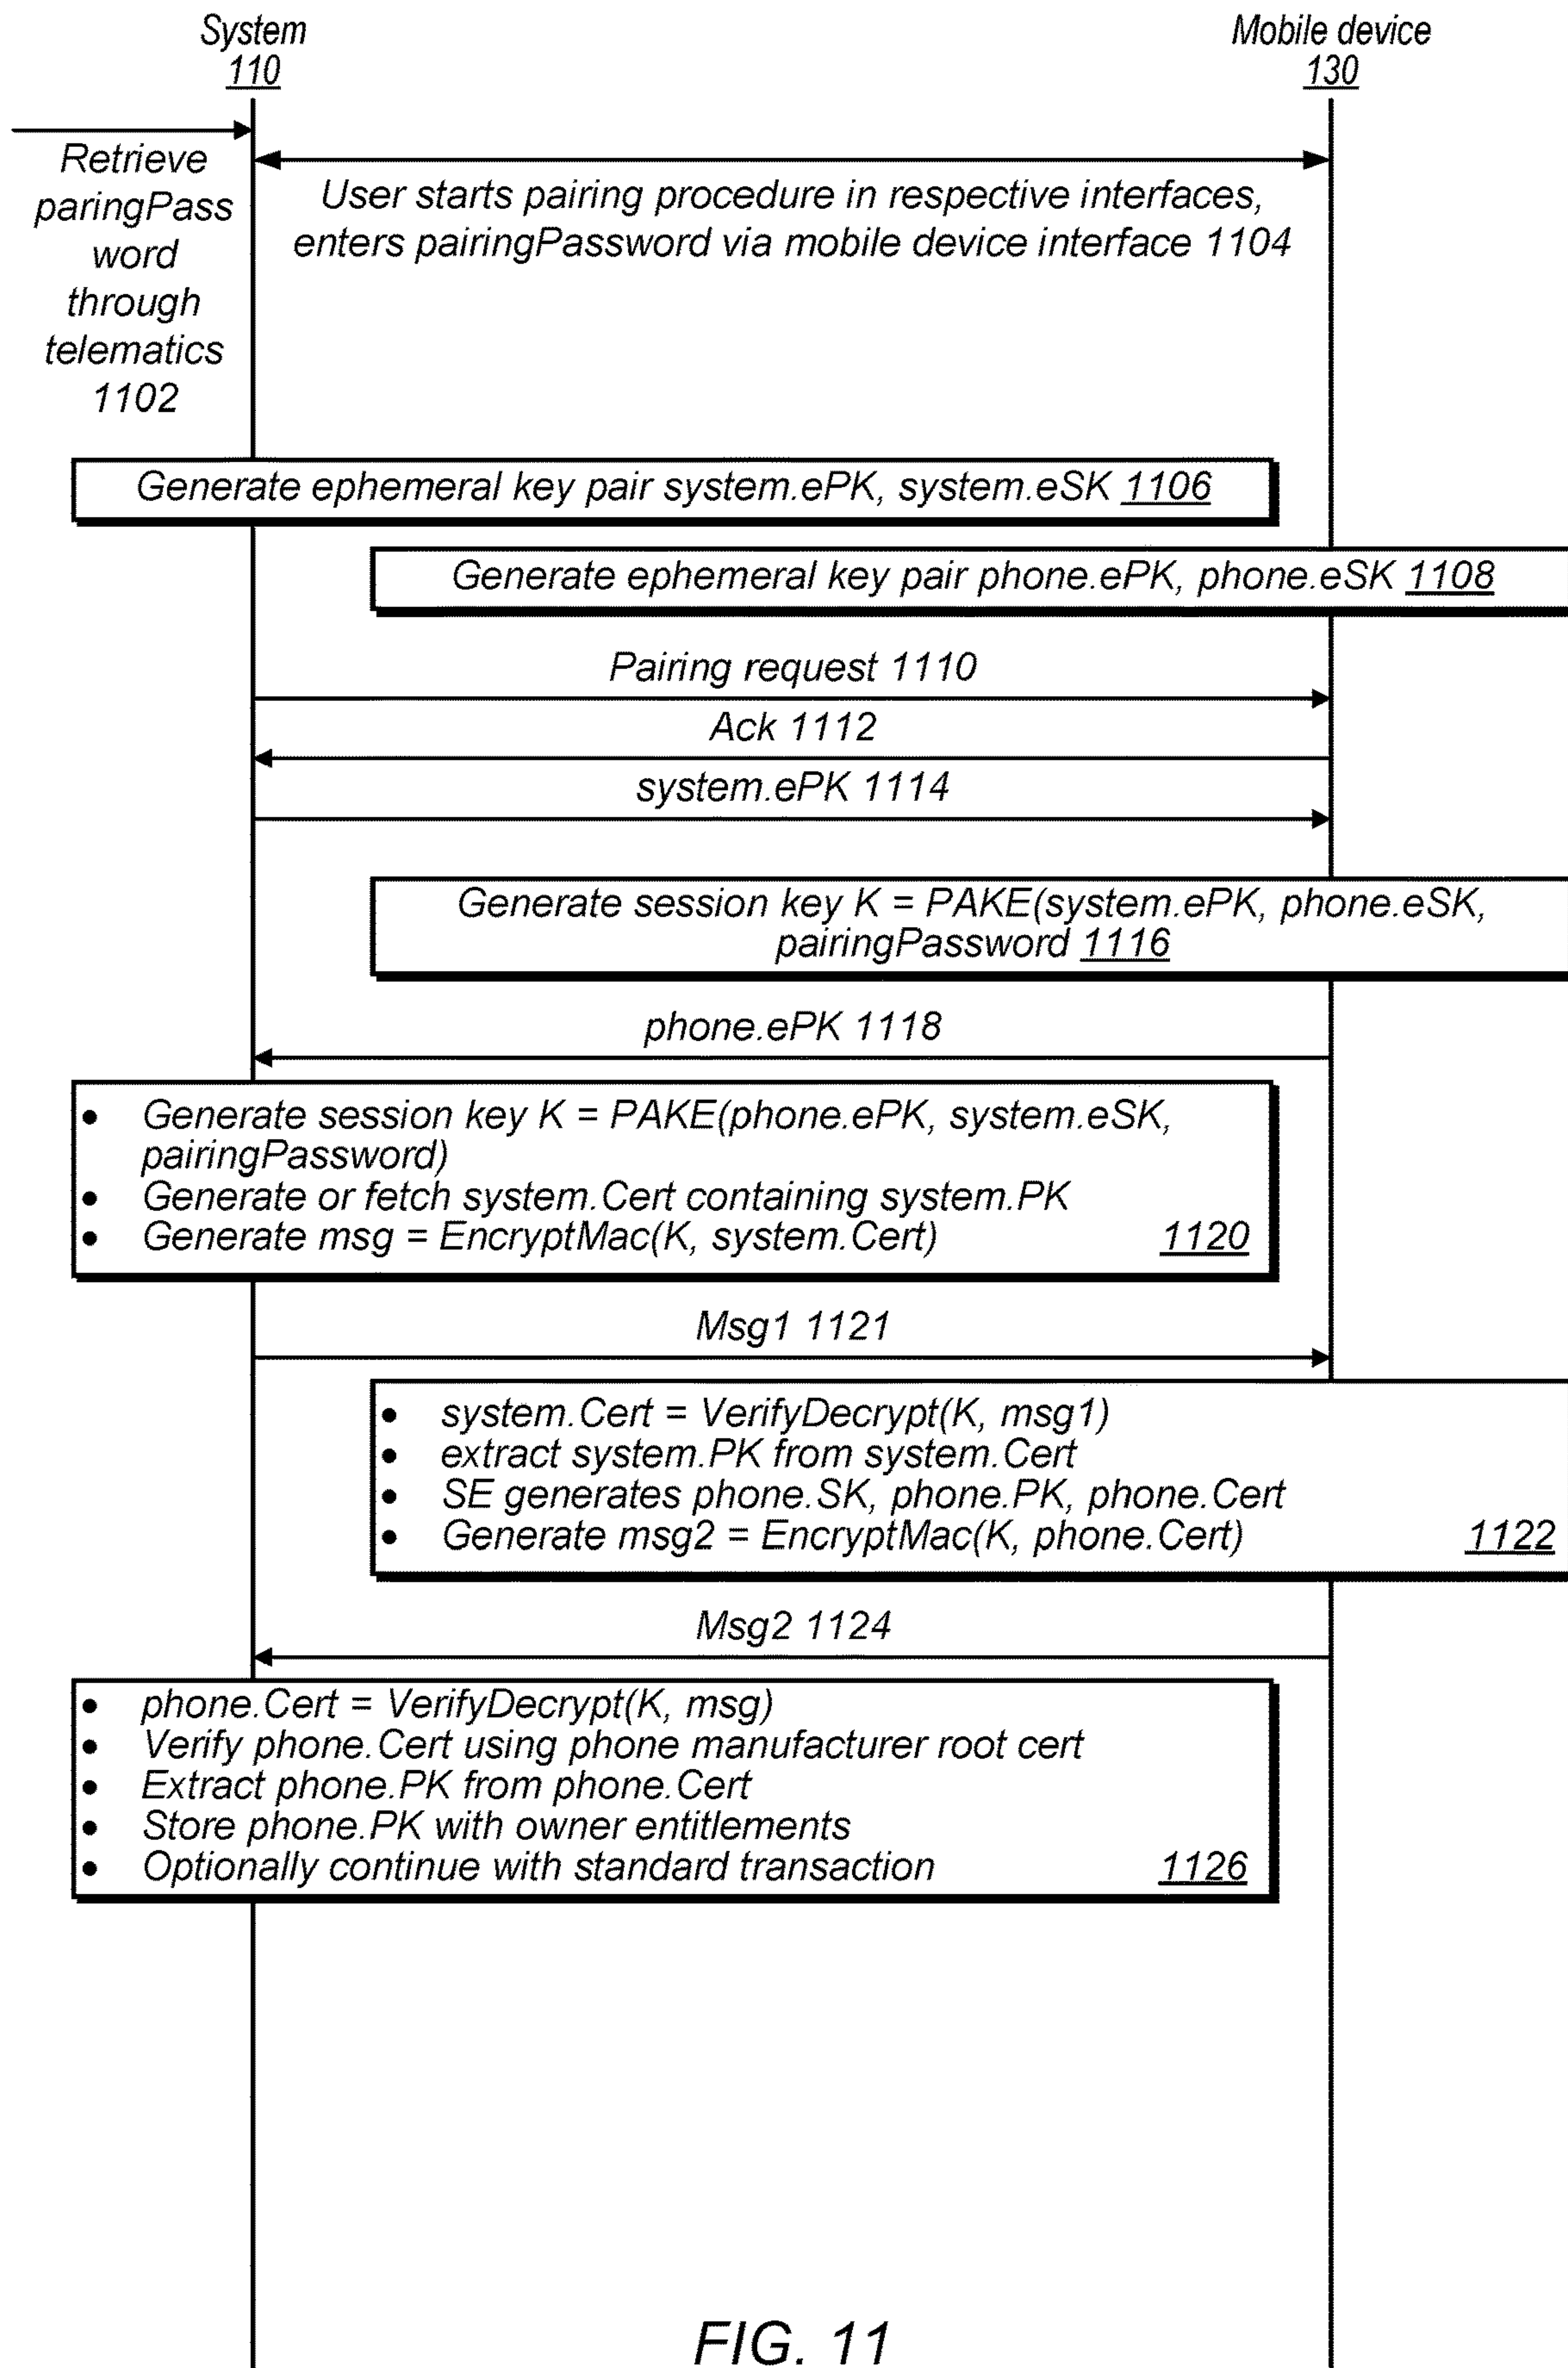 System
110
Mobile device
130
Retrieve
paringPass
word
through
telematics
1102
User starts pairing procedure in respective interfaces,
enters pairingPassword via mobile device interface 1104
Generate ephemeral key pair system.ePK, system.eSK 1106
Generate ephemeral key pair phone.ePK, phone.eSK 1108
Pairing request 1110
Ack 1112
system.ePK 1114
Generate session key K = PAKE(system.ePK, phone.eSK,
pairingPassword 1116
phone.ePK 1118
• Generate session key K = PAKE(phone.ePK, system.eSK,
pairingPassword)
• Generate or fetch system.Cert containing system.PK
• Generate msg = EncryptMac(K, system.Cert) 1120
Msg1 1121
• system.Cert = VerifyDecrypt(K, msg1)
• extract system.PK from system.Cert
• SE generates phone.SK, phone.PK, phone.Cert
• Generate msg2 = EncryptMac(K, phone.Cert) 1122
Msg2 1124
• phone.Cert = VerifyDecrypt(K, msg)
• Verify phone.Cert using phone manufacturer root cert
• Extract phone.PK from phone.Cert
• Store phone.PK with owner entitlements
• Optionally continue with standard transaction 1126
FIG. 11